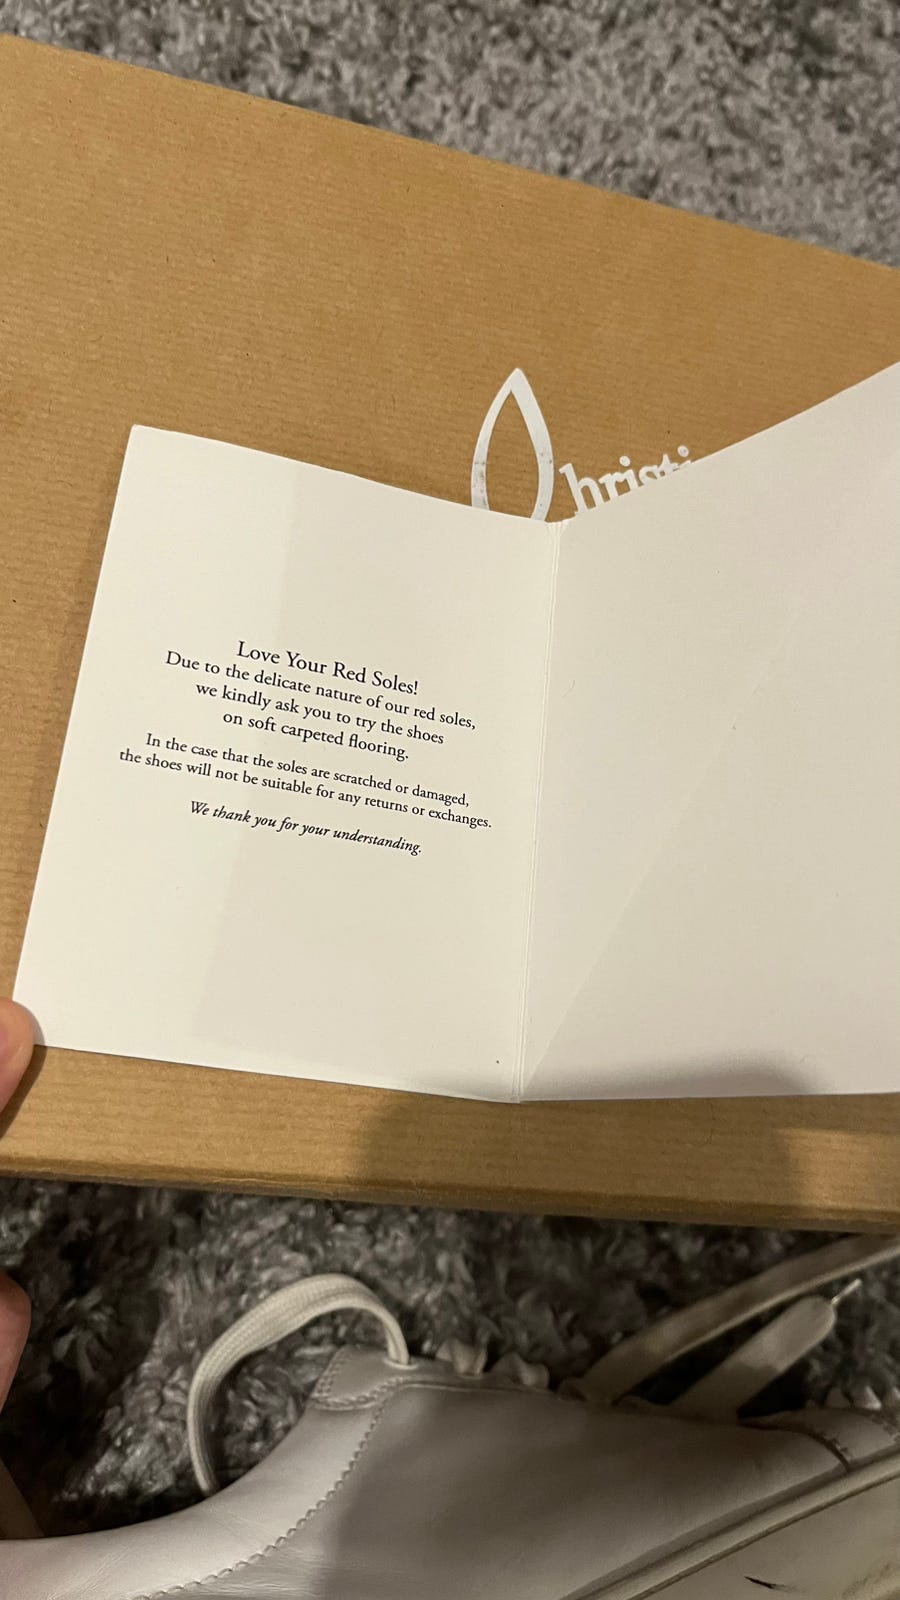 hristi
Love Your Red Soles!
Due to the delicate nature of our red soles,
we kindly ask you to try the shoes
on soft carpeted flooring.
In the case that the soles are scratched or damaged,
the shoes will not be suitable for any returns or exchanges.
We thank you for your understanding.